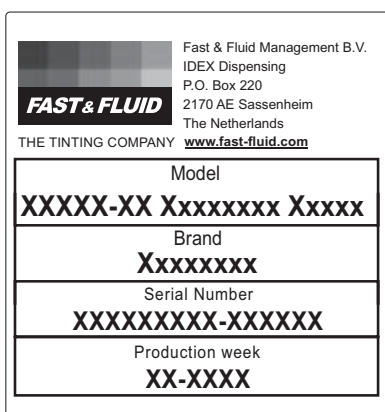 Fast & Fluid Management B.V.
IDEX Dispensing
P.O. Box 220
2170 AE Sassenheim
The Netherlands
www.fast-fluid.com
FAST & FLUID
THE TINTING COMPANY
Model
XXXXX-XX Xxxxxxxx Xxxxx
Brand
Xxxxxxxx
Serial Number
XXXXXXXXX-XXXXXX
Production week
XX-XXXX